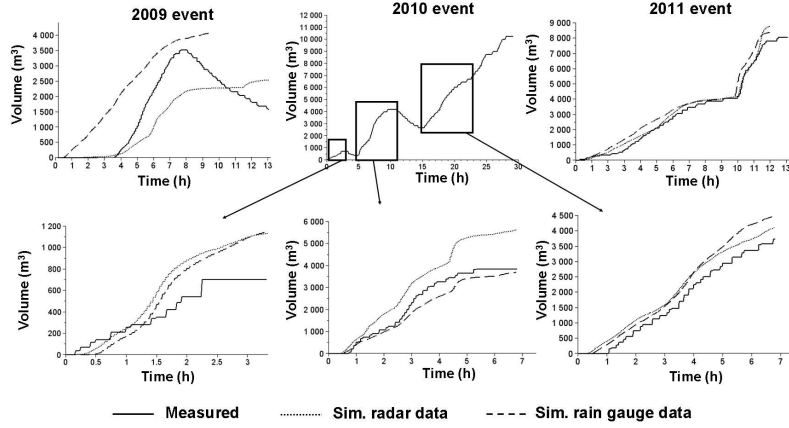 2009 event
2010 event
2011 event
Volume (m³)
4 000
3 500
3 000
2 500
2 000
1 500
1 000
500
0
0 1 2 3 4 5 6 7 8 9 10 11 12 13
Time (h)
Volume (m³)
12 000
11 000
10 000
9 000
8 000
7 000
6 000
5 000
4 000
3 000
2 000
1 000
0
0 5 10 15 20 25 30
Time (h)
Volume (m³)
9 000
8 000
7 000
6 000
5 000
4 000
3 000
2 000
1 000
0
0 1 2 3 4 5 6 7 8 9 10 11 12 13
Time (h)
Volume (m³)
1 200
1 000
800
600
400
200
0
0 0.5 1 1.5 2 2.5 3
Time (h)
Volume (m³)
6 000
5 000
4 000
3 000
2 000
1 000
0
0 1 2 3 4 5 6 7
Time (h)
Volume (m³)
4 500
4 000
3 500
3 000
2 500
2 000
1 500
1 000
500
0
0 1 2 3 4 5 6 7
Time (h)
Measured Sim. radar data Sim. rain gauge data